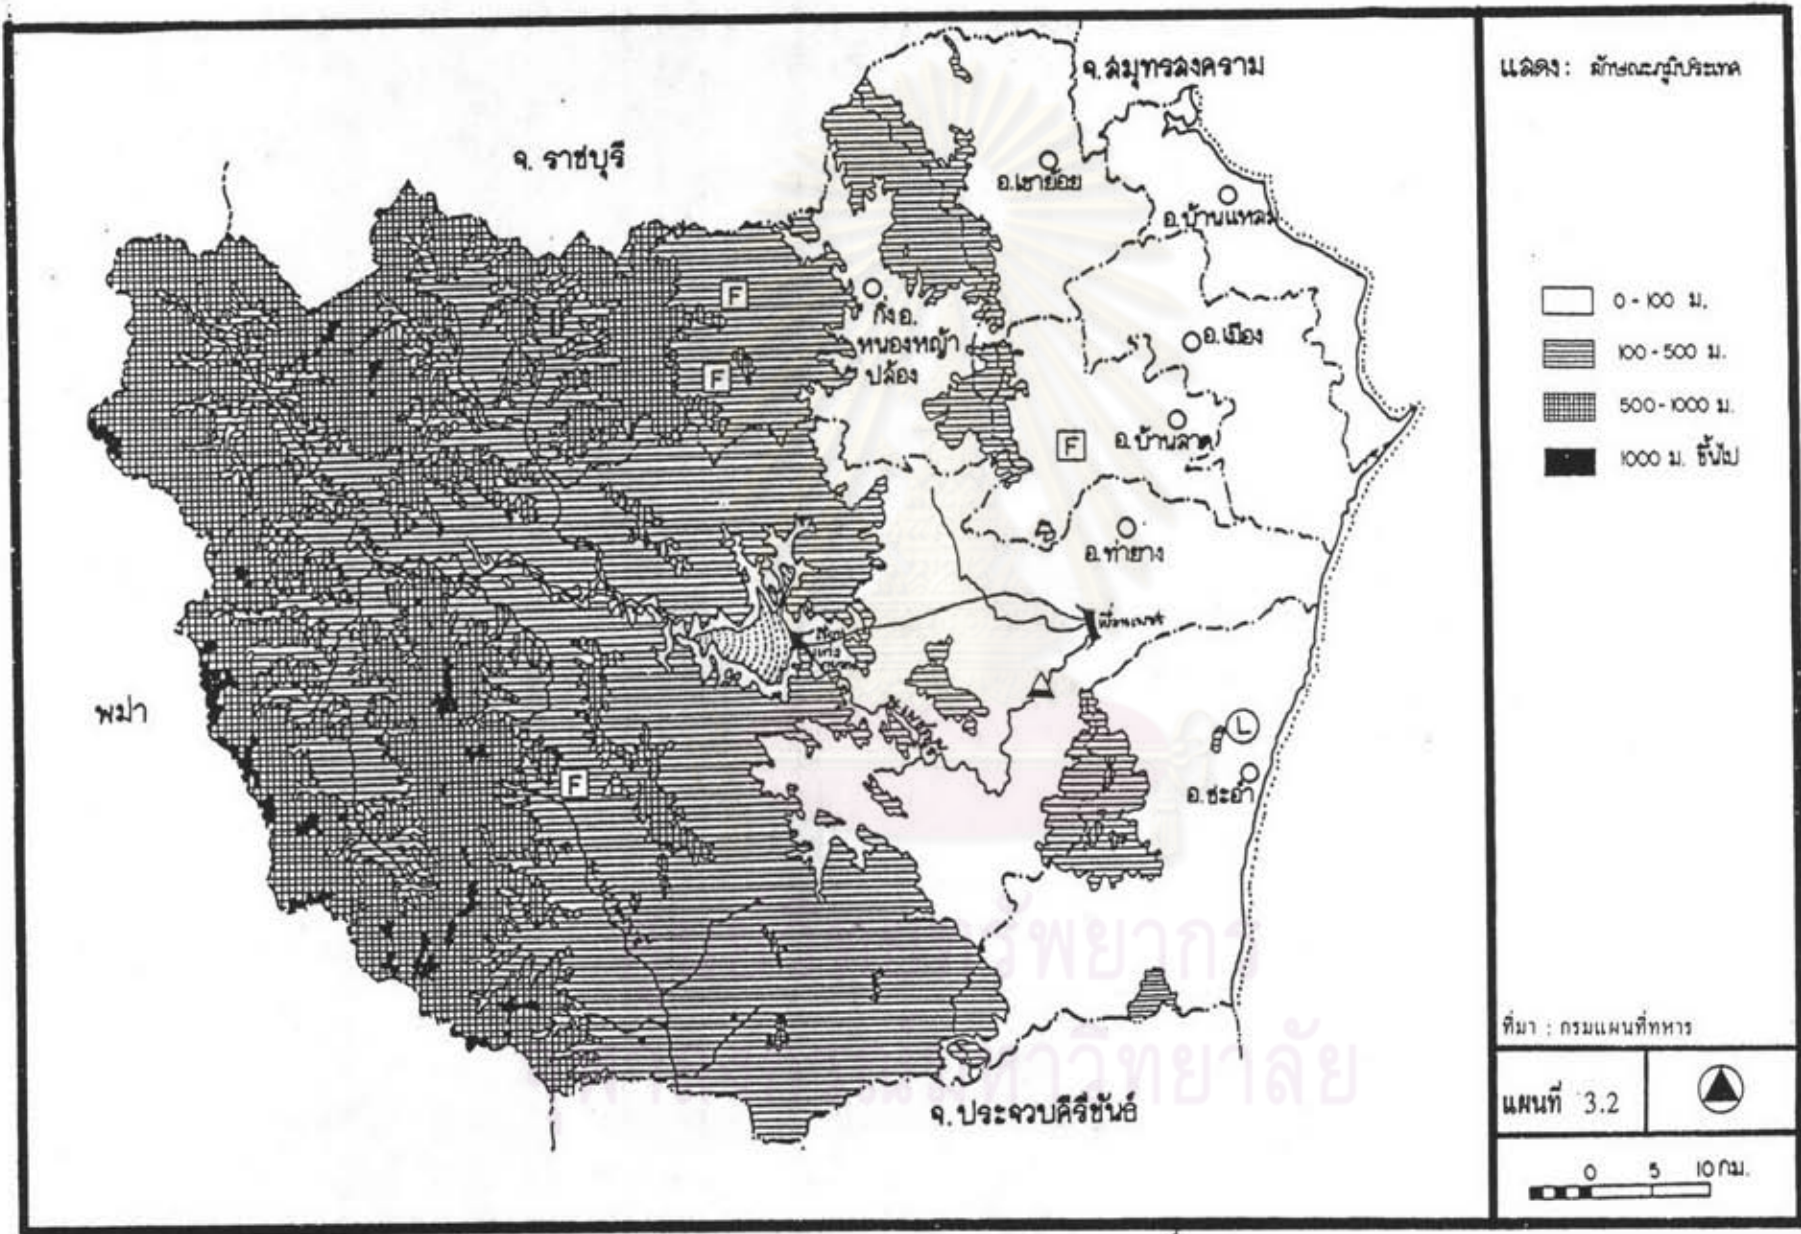 แสดง: ลักษณะภูมิประเทศ
จ.สมุทรสงคราม
จ. ราชบุรี
อ.เขาย้อย
อ.บ้านแหลม
กิ่งอ.
หนองหญ้า
ปล้อง
อ.เมือง
อ.บ้านลาด
อ.ท่ายาง
อ.ชะอำ
พม่า
จ.ประจวบคีรีขันธ์
F
F
F
F
L
0-100 ม.
100-500 ม.
500-1000 ม.
1000 ม. ขึ้นไป
ที่มา : กรมแผนที่ทหาร
แผนที่ 3.2
0 5 10 กม.